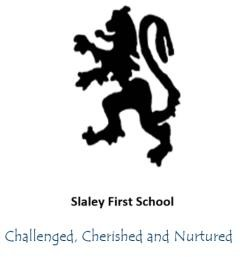 Slaley First School
Challenged, Cherished and Nurtured